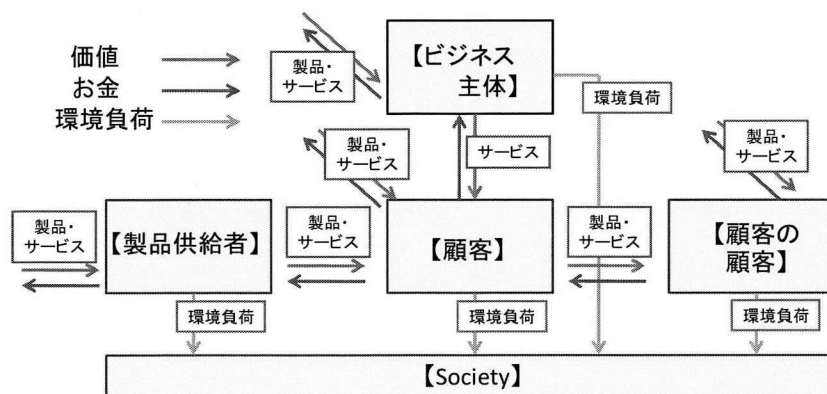 価値
お金
環境負荷
製品・
サービス
【ビジネス
主体】
環境負荷
製品・
サービス
サービス
製品・
サービス
製品・
サービス
【製品供給者】
製品・
サービス
【顧客】
製品・
サービス
【顧客の
顧客】
環境負荷
環境負荷
環境負荷
【Society】